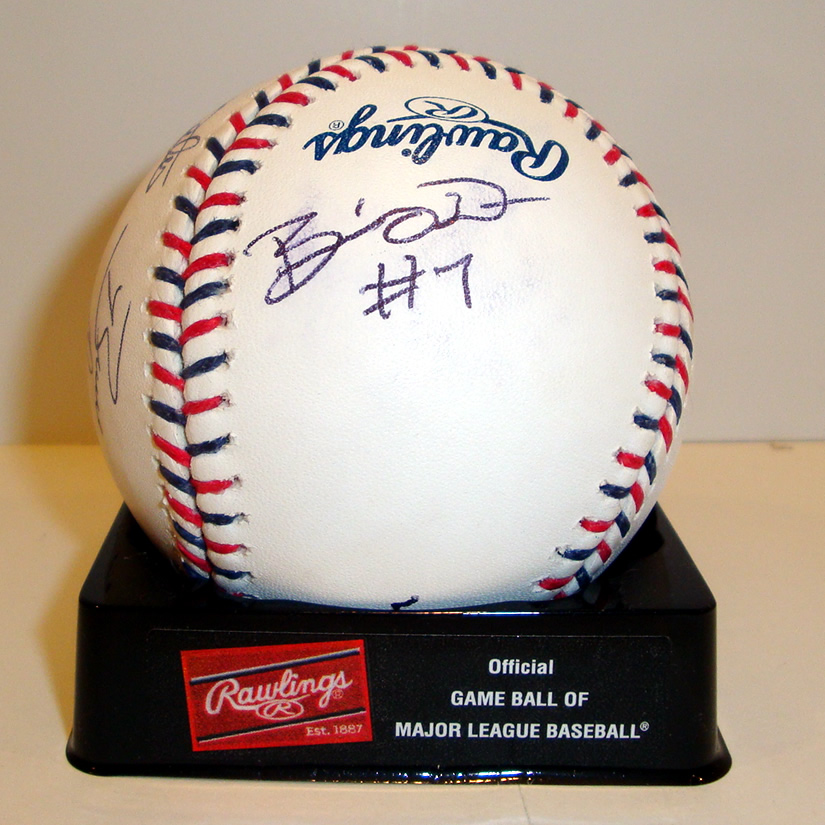 Rawlings®
R
#7
Rawlings®
R
Est. 1887
Official
GAME BALL OF
MAJOR LEAGUE BASEBALL®